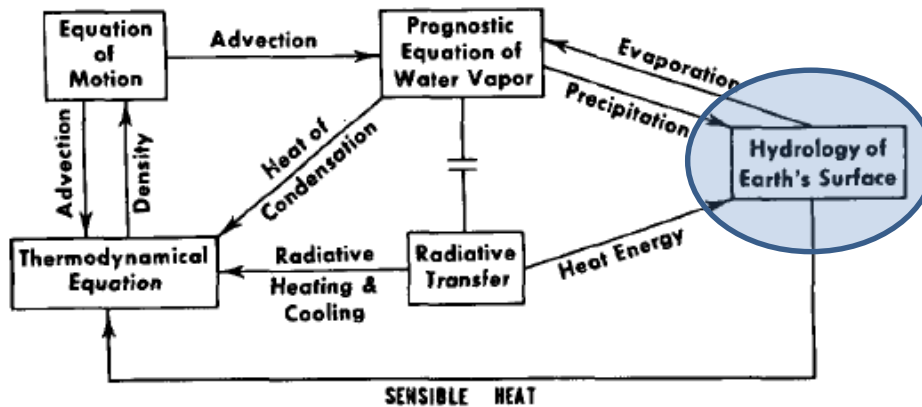 Equation
of
Motion
Advection
Prognostic
Equation of
Water Vapor
Evaporation
Precipitation
Hydrology of
Earth's Surface
Advection
Density
Heat of
Condensation
Thermodynamical
Equation
Radiative
Heating &
Cooling
Radiative
Transfer
Heat Energy
SENSIBLE HEAT